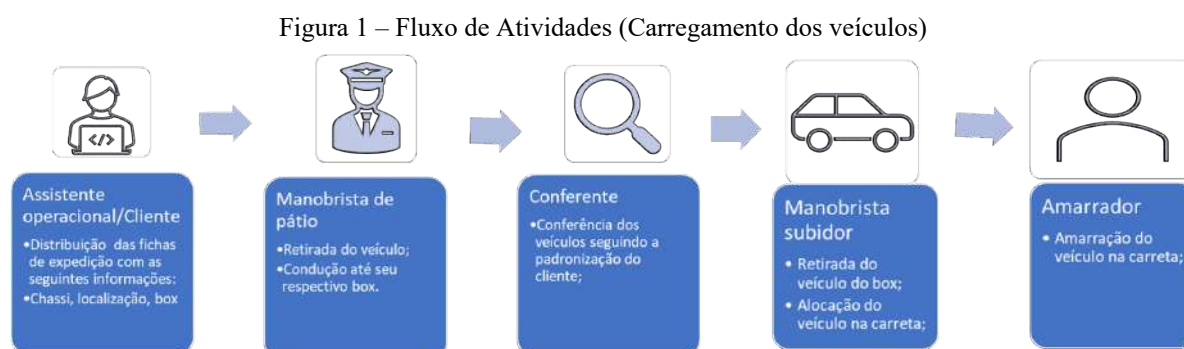 Figura 1 – Fluxo de Atividades (Carregamento dos veículos)
</>
Assistente
operacional/Cliente
•Distribuição das fichas
de expedição com as
seguintes informações:
•Chassi, localização, box
Manobrista de
pátio
•Retirada do veículo;
•Condução até seu
respectivo box.
Conferente
•Conferência dos
veículos seguindo a
padronização do
cliente;
Manobrista
subidor
• Retirada do
veículo do box;
• Alocação do
veículo na carreta;
Amarrador
• Amarração do
veículo na carreta;